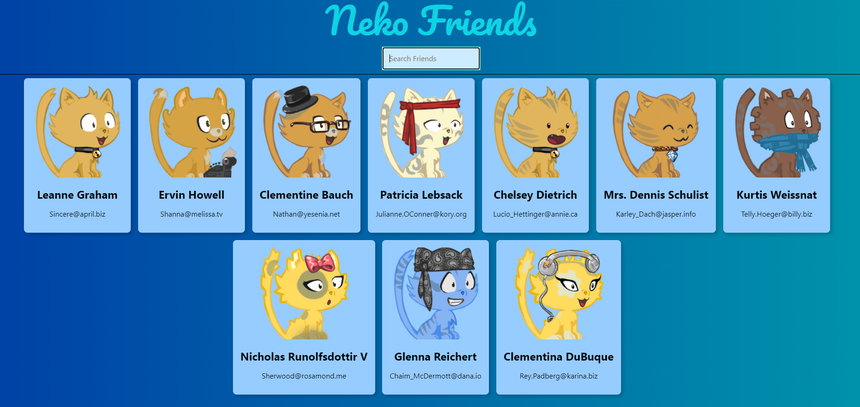 Neko Friends
Search Friends
Leanne Graham
Sincere@april.biz
Ervin Howell
Shanna@melissa.tv
Clementine Bauch
Nathan@yesenia.net
Patricia Lebsack
Julianne.OConner@kory.org
Chelsey Dietrich
Lucio_Hettinger@annie.ca
Mrs. Dennis Schulist
Karley_Dach@jasper.info
Kurtis Weissnat
Telly.Hoeger@billy.biz
Nicholas Runolfsdottir V
Sherwood@rosamond.me
Glenna Reichert
Chaim_McDermott@dana.io
Clementina DuBuque
Rey.Padberg@karina.biz